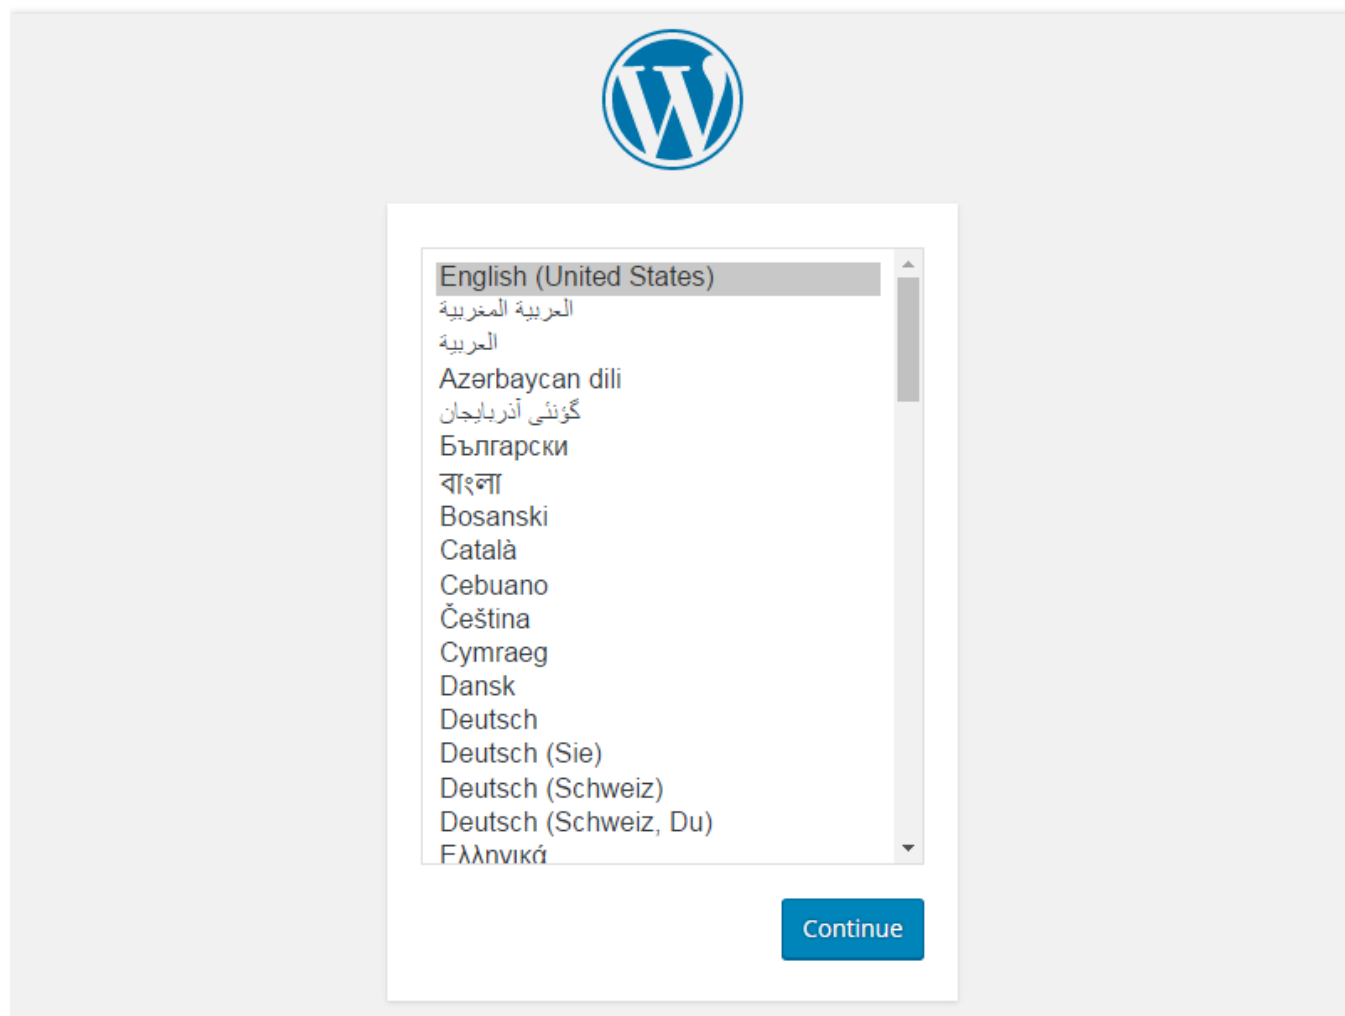 English (United States)
العربية المغربية
العربية
Azərbaycan dili
گؤنئی آذربایجان
Български
বাংলা
Bosanski
Català
Cebuano
Čeština
Cymraeg
Dansk
Deutsch
Deutsch (Sie)
Deutsch (Schweiz)
Deutsch (Schweiz, Du)
Ελληνικά
Continue